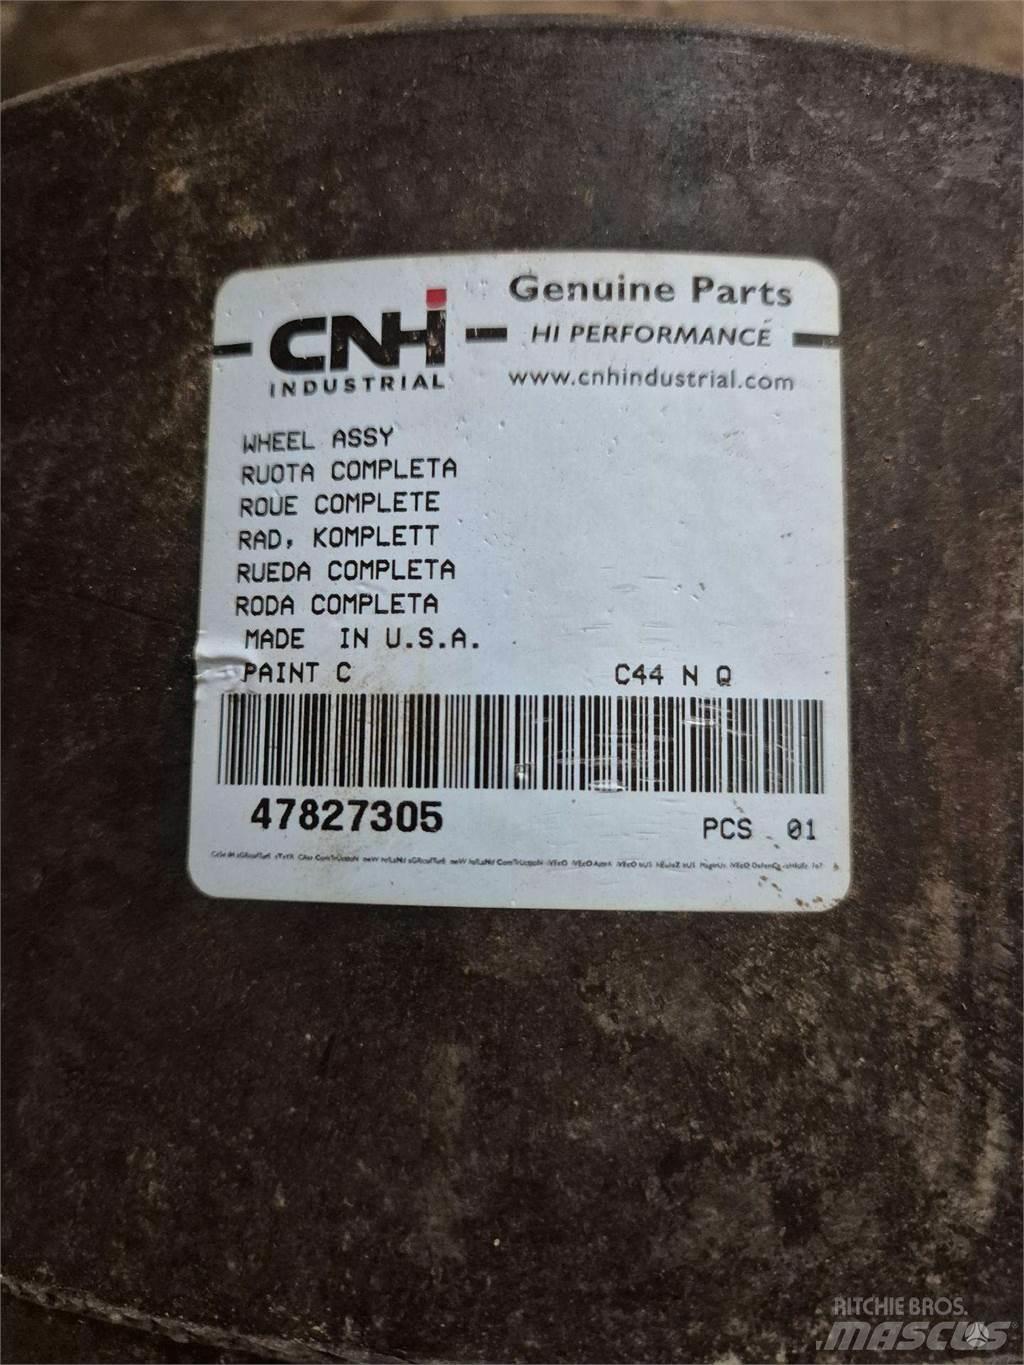 CNH
INDUSTRIAL
Genuine Parts
HI PERFORMANCE
www.cnhindustrial.com
WHEEL ASSY
RUOTA COMPLETA
ROUE COMPLETE
RAD, KOMPLETT
RUEDA COMPLETA
RODA COMPLETA
MADE IN U.S.A.
PAINT C C44 N Q
47827305
PCS 01
RITCHIE BROS.
MASCUS